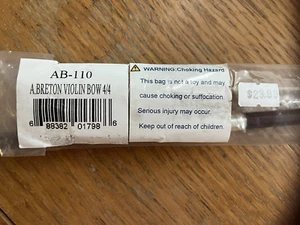 AB-110
A.BRETON VIOLIN BOW 4/4
6 88382 01798 6
WARNING:Choking Hazard
This bag is not a toy and may
cause choking or suffocation.
Serious injury may occur.
Keep out of reach of children.